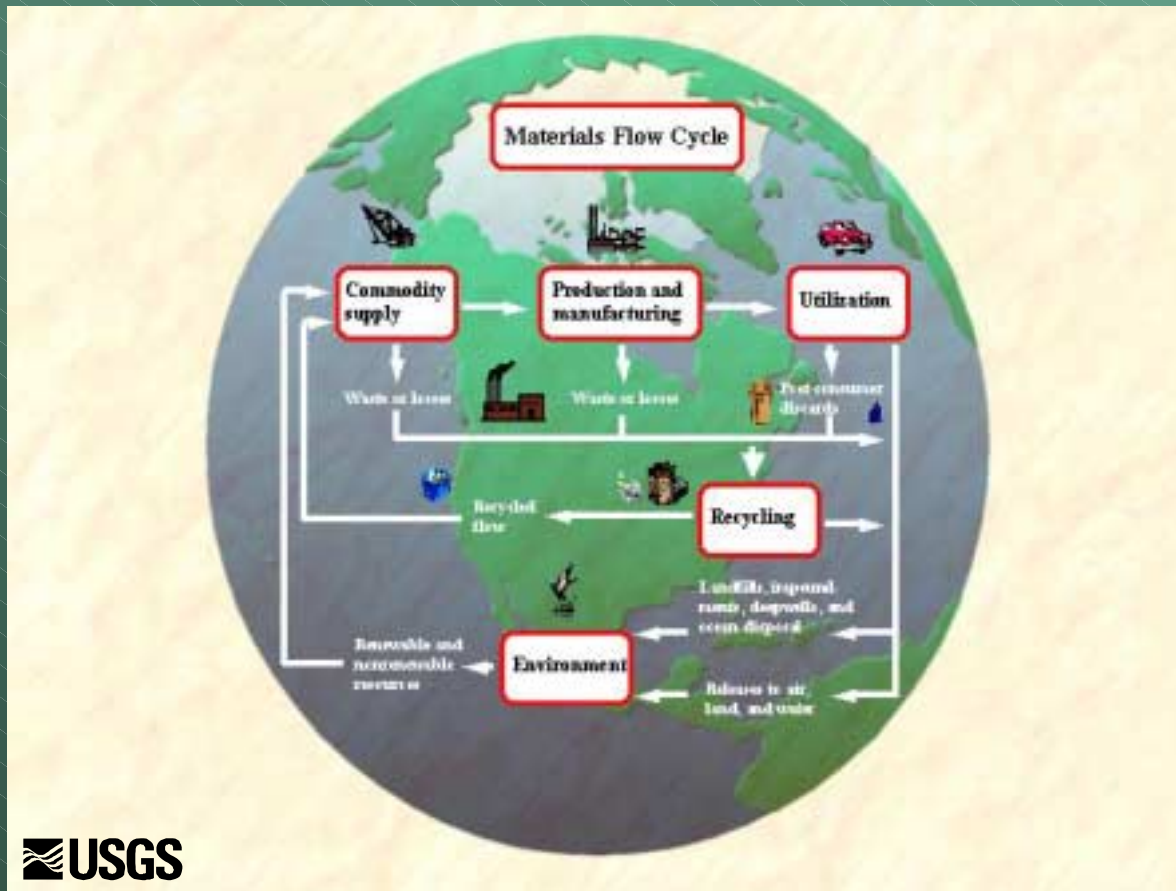 Materials Flow Cycle
Commodity
supply
Production and
manufacturing
Utilization
Waste or losses
Waste or losses
Post-consumer
discards
Recycling
Recycled
flow
Landfills, impound-
ments, deepwells, and
ocean disposal
Environment
Renewable and
nonrenewable
resources
Releases to air,
land, and water
USGS